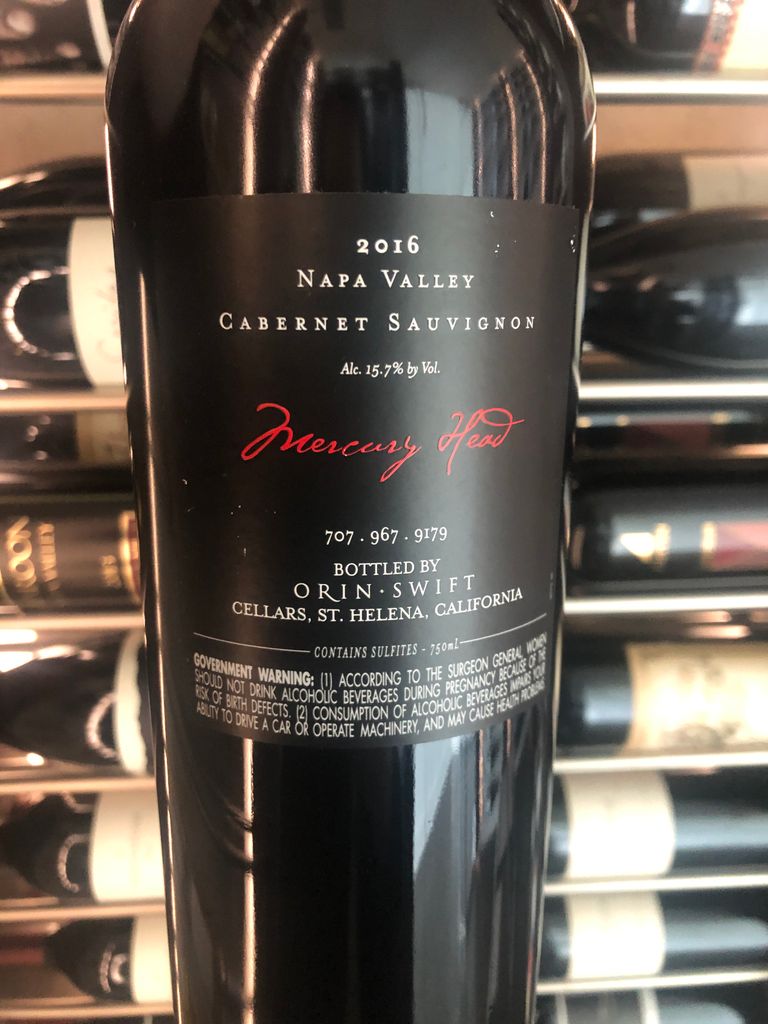 2016
NAPA VALLEY
CABERNET SAUVIGNON
Alc. 15.7% by Vol.
Mercury Head
707 . 967 . 9179
BOTTLED BY
ORIN · SWIFT
CELLARS, ST. HELENA, CALIFORNIA
CONTAINS SULFITES - 750mL
GOVERNMENT WARNING: (1) ACCORDING TO THE SURGEON GENERAL, WOMEN
SHOULD NOT DRINK ALCOHOLIC BEVERAGES DURING PREGNANCY BECAUSE OF THE
RISK OF BIRTH DEFECTS. (2) CONSUMPTION OF ALCOHOLIC BEVERAGES IMPAIRS YOUR
ABILITY TO DRIVE A CAR OR OPERATE MACHINERY, AND MAY CAUSE HEALTH PROBLEMS.
VALLEY